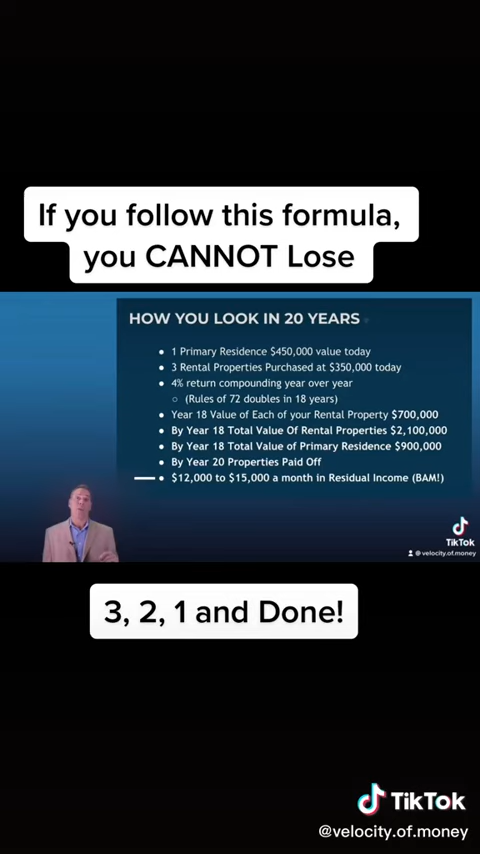 If you follow this formula,
you CANNOT Lose
HOW YOU LOOK IN 20 YEARS
• 1 Primary Residence $450,000 value today
• 3 Rental Properties Purchased at $350,000 today
• 4% return compounding year over year
○ (Rules of 72 doubles in 18 years)
• Year 18 Value of Each of your Rental Property $700,000
• By Year 18 Total Value Of Rental Properties $2,100,000
• By Year 18 Total Value of Primary Residence $900,000
• By Year 20 Properties Paid Off
• $12,000 to $15,000 a month in Residual Income (BAM!)
TikTok
@velocity.of.money
3, 2, 1 and Done!
TikTok
@velocity.of.money